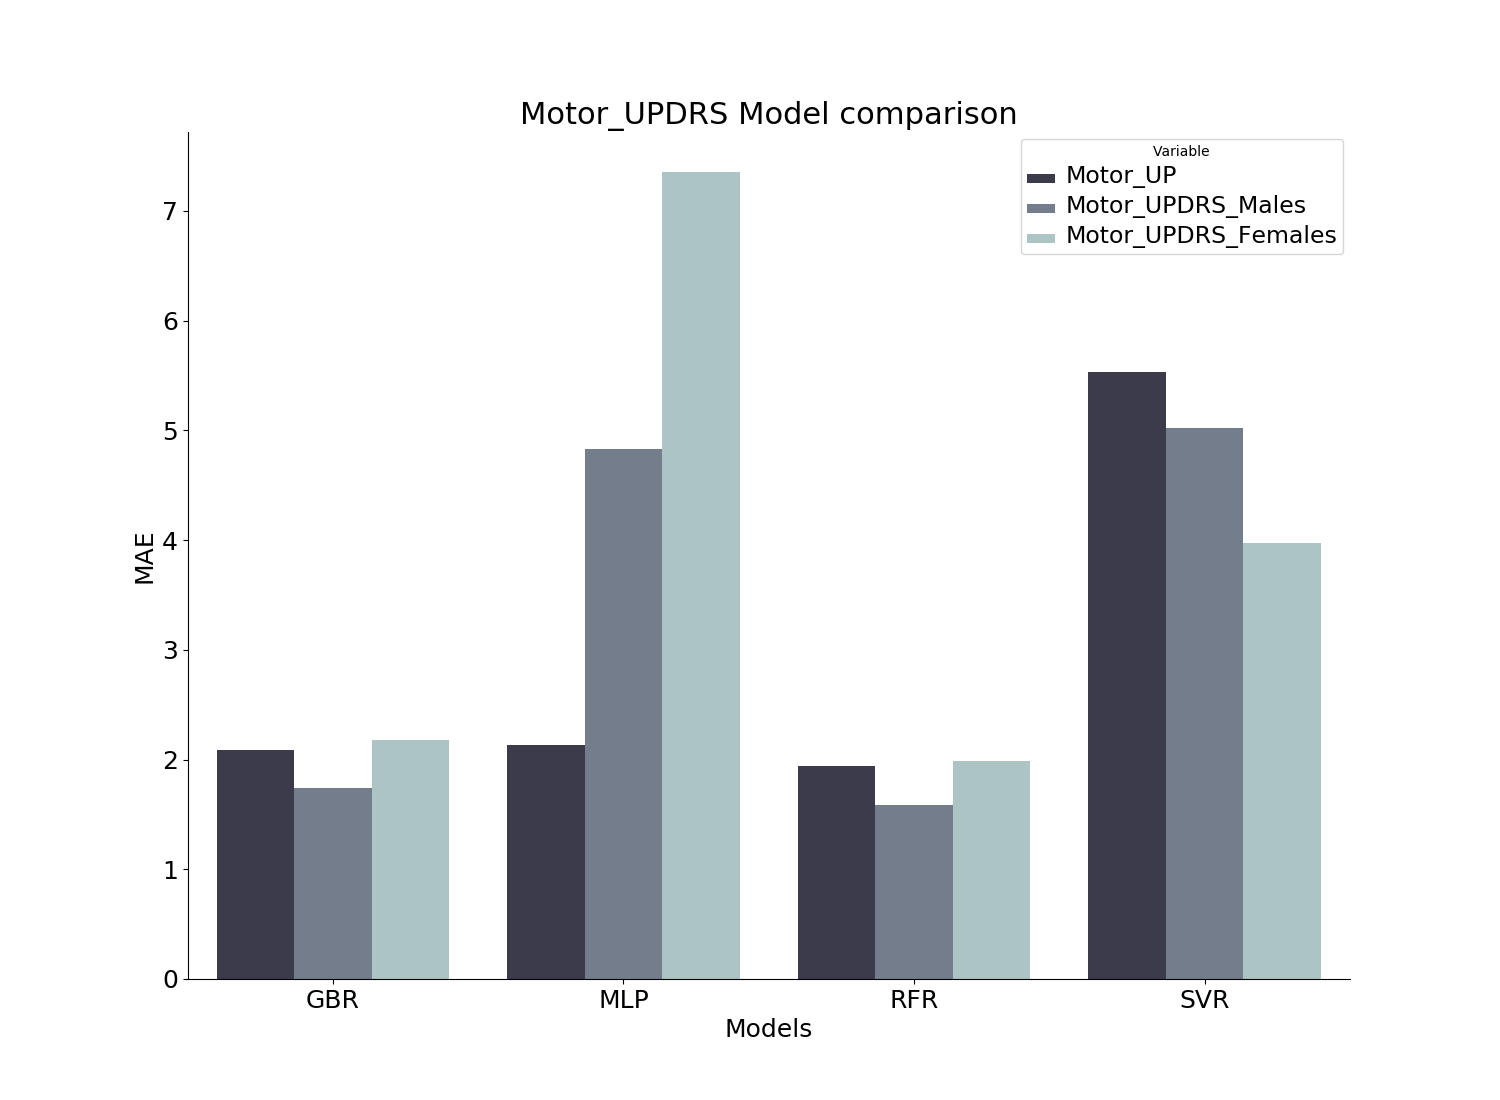 Motor_UPDRS Model comparison
Variable
Motor_UP
Motor_UPDRS_Males
Motor_UPDRS_Females
MAE
7
6
5
4
3
2
1
0
GBR MLP RFR SVR
Models